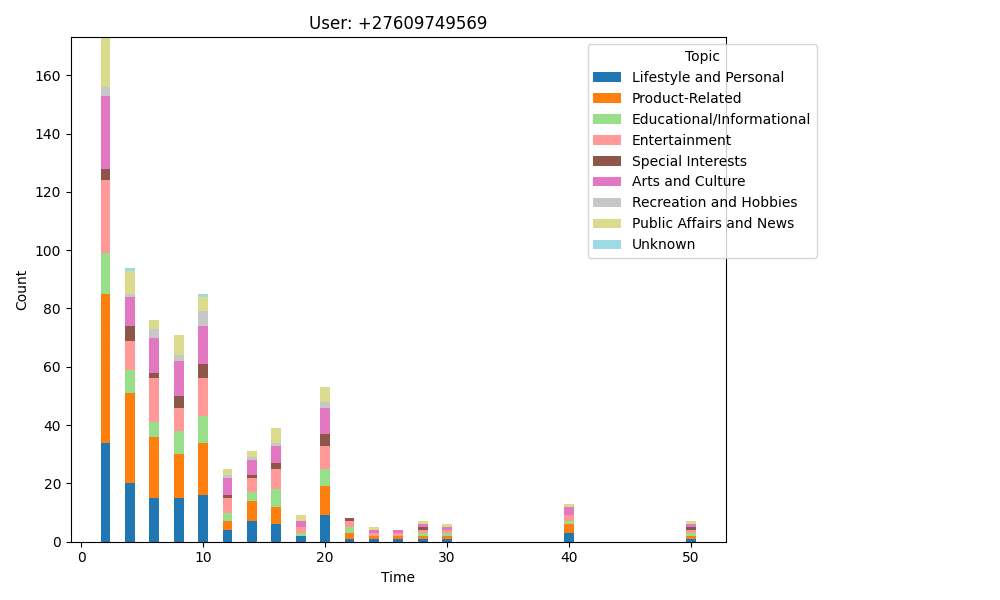 User: +27609749569
Topic
Lifestyle and Personal
Product-Related
Educational/Informational
Entertainment
Special Interests
Arts and Culture
Recreation and Hobbies
Public Affairs and News
Unknown
Count
160
140
120
100
80
60
40
20
0
0 10 20 30 40 50
Time